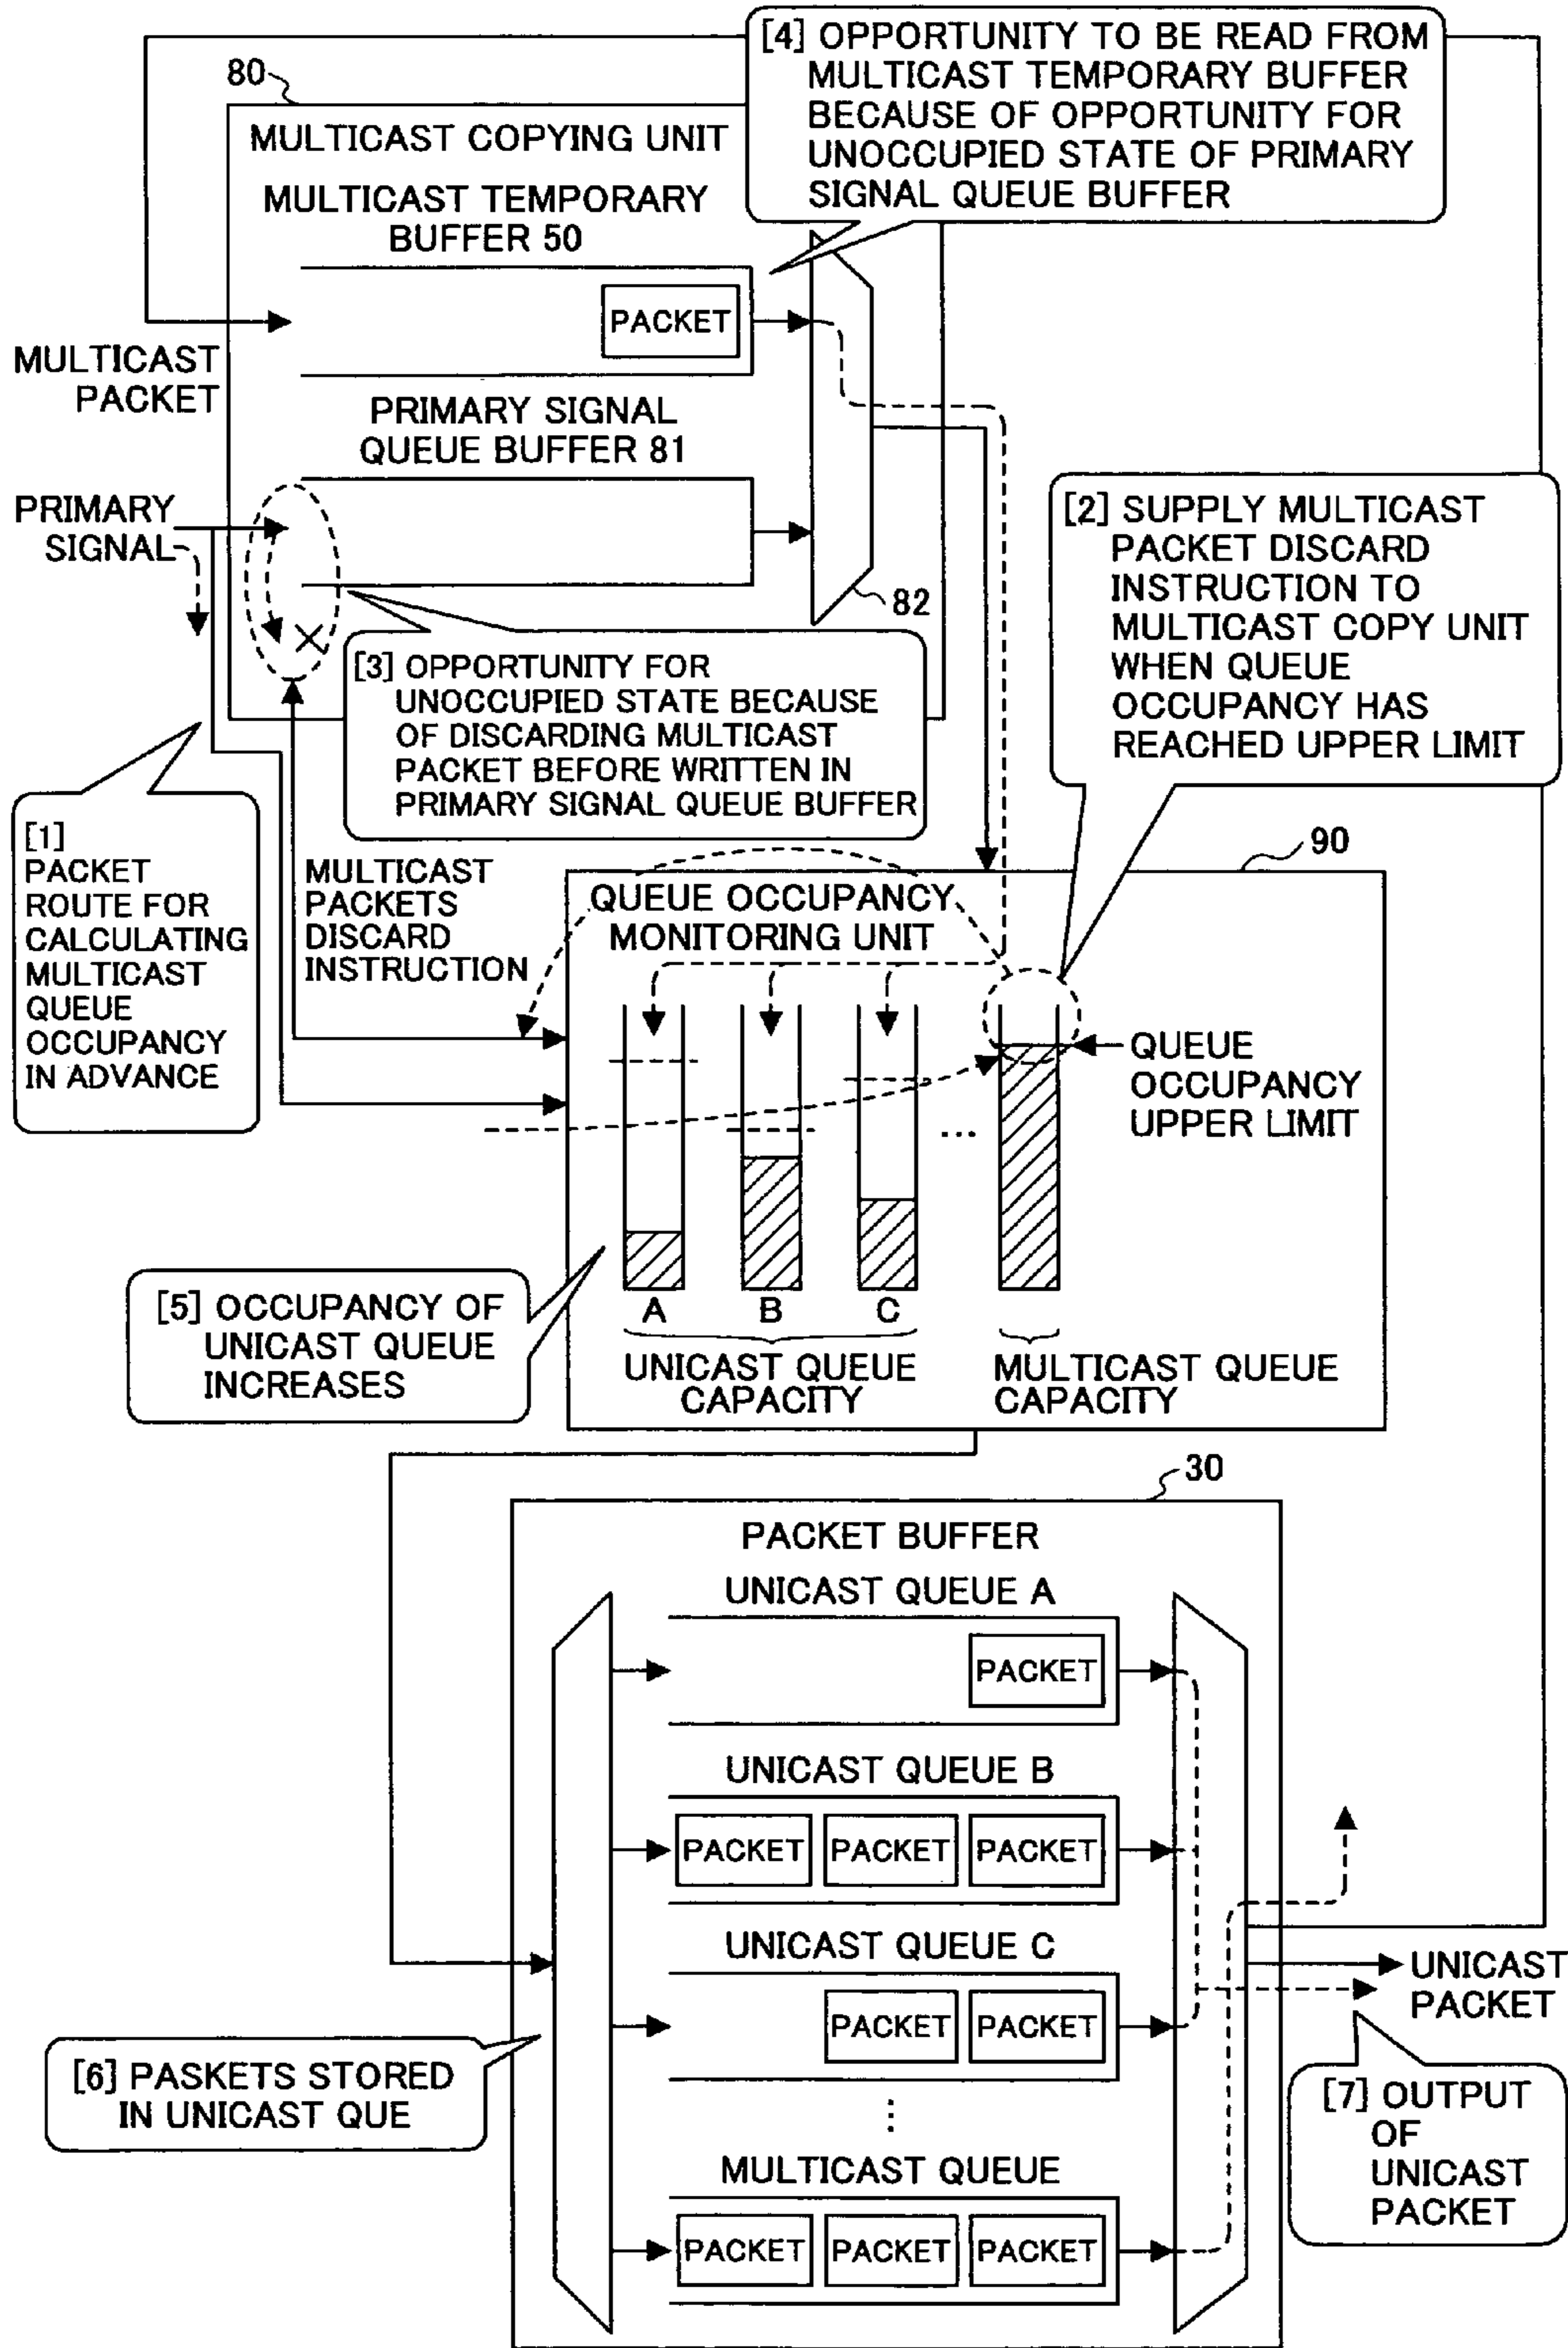 [4] OPPORTUNITY TO BE READ FROM
MULTICAST TEMPORARY BUFFER
BECAUSE OF OPPORTUNITY FOR
UNOCCUPIED STATE OF PRIMARY
SIGNAL QUEUE BUFFER
80
MULTICAST COPYING UNIT
MULTICAST TEMPORARY
BUFFER 50
PACKET
MULTICAST
PACKET
PRIMARY SIGNAL
QUEUE BUFFER 81
PRIMARY
SIGNAL
82
[2] SUPPLY MULTICAST
PACKET DISCARD
INSTRUCTION TO
MULTICAST COPY UNIT
WHEN QUEUE
OCCUPANCY HAS
REACHED UPPER LIMIT
[3] OPPORTUNITY FOR
UNOCCUPIED STATE BECAUSE
OF DISCARDING MULTICAST
PACKET BEFORE WRITTEN IN
PRIMARY SIGNAL QUEUE BUFFER
[1]
PACKET
ROUTE FOR
CALCULATING
MULTICAST
QUEUE
OCCUPANCY
IN ADVANCE
MULTICAST
PACKETS
DISCARD
INSTRUCTION
90
QUEUE OCCUPANCY
MONITORING UNIT
QUEUE
OCCUPANCY
UPPER LIMIT
...
[5] OCCUPANCY OF
UNICAST QUEUE
INCREASES
A B C
UNICAST QUEUE
CAPACITY
MULTICAST QUEUE
CAPACITY
30
PACKET BUFFER
UNICAST QUEUE A
PACKET
UNICAST QUEUE B
PACKET PACKET PACKET
UNICAST QUEUE C
PACKET PACKET
UNICAST
PACKET
[6] PASKETS STORED
IN UNICAST QUE
[7] OUTPUT
OF
UNICAST
PACKET
MULTICAST QUEUE
PACKET PACKET PACKET